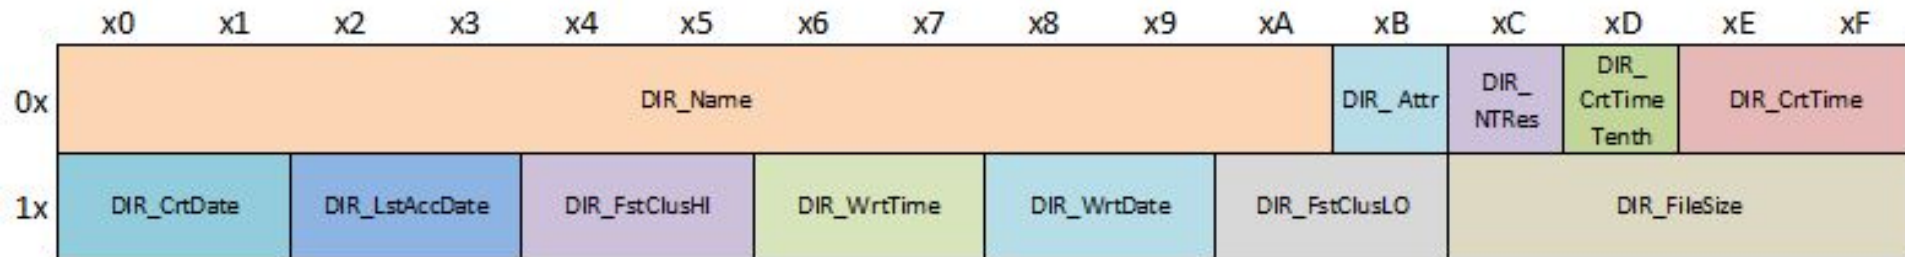 x0 x1 x2 x3 x4 x5 x6 x7 x8 x9 xA xB xC xD xE xF
0x DIR_Name DIR_ Attr DIR_ NTRes DIR_ CrtTime Tenth DIR_CrtTime
1x DIR_CrtDate DIR_LstAccDate DIR_FstClusHI DIR_WrtTime DIR_WrtDate DIR_FstClusLO DIR_FileSize